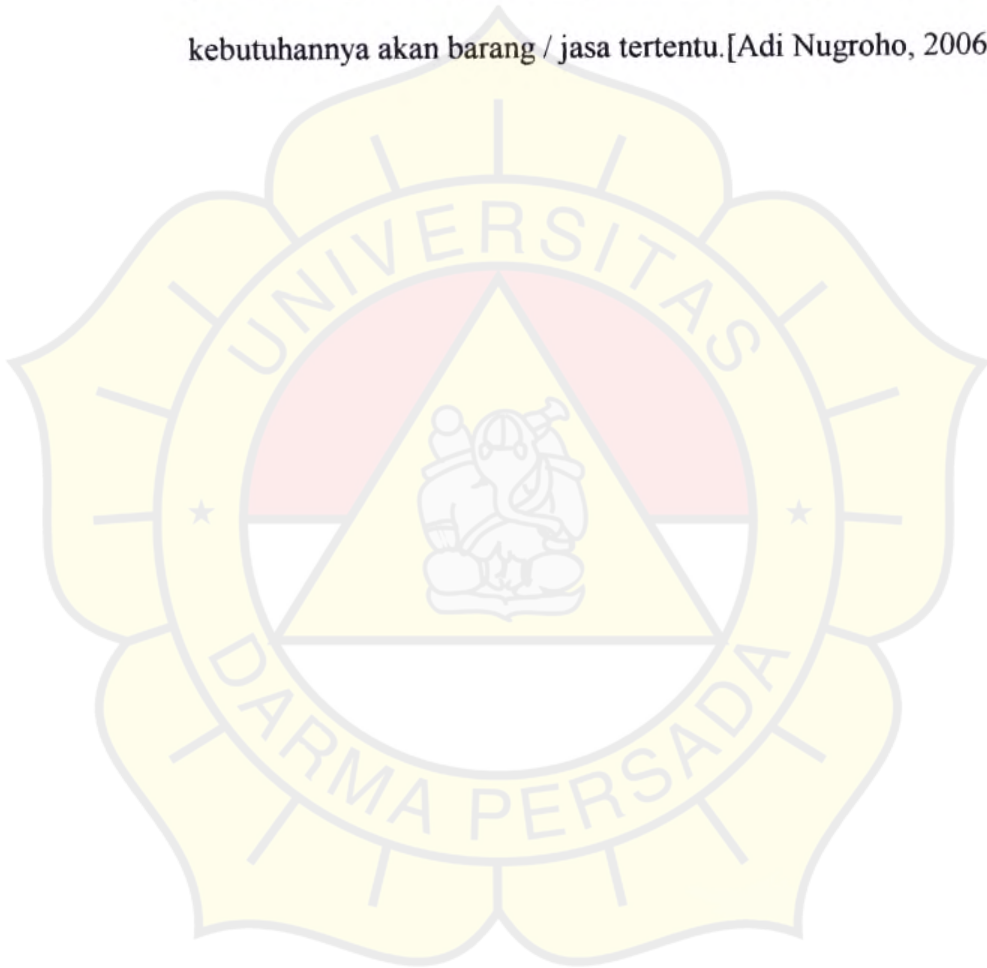 kebutuhannya akan barang / jasa tertentu.[Adi Nugroho, 2006
UNIVERSITAS
DARMA PERSADA